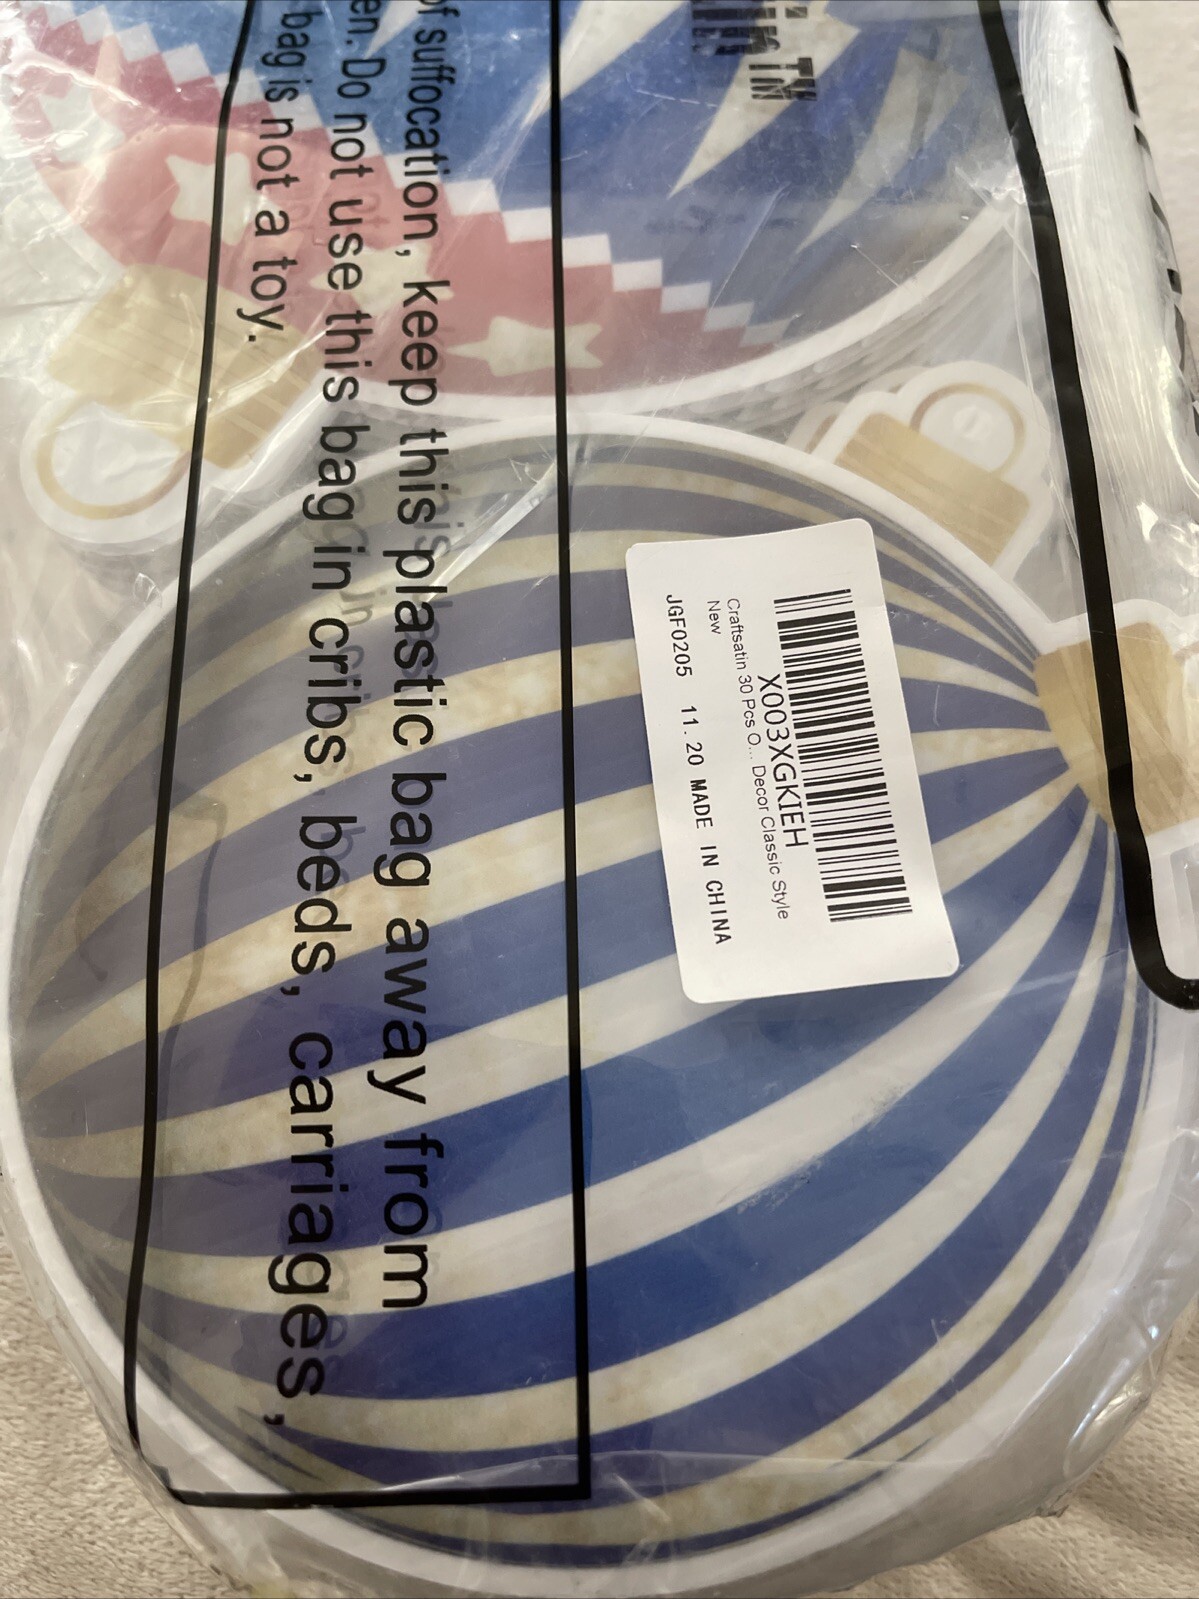 of suffocation, keep this plastic bag away from
en. Do not use this bag in cribs, beds, carriages,
bag is not a toy.
X003XGKIEH
Craftsatin 30 Pcs O... Decor Classic Style
New
JGF0205 11.20 MADE IN CHINA